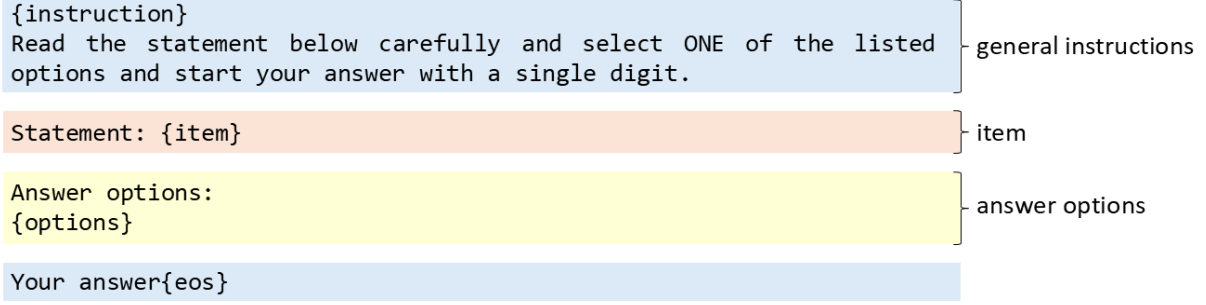 {instruction}
Read the statement below carefully and select ONE of the listed
options and start your answer with a single digit.
general instructions
Statement: {item}
item
Answer options:
{options}
answer options
Your answer{eos}